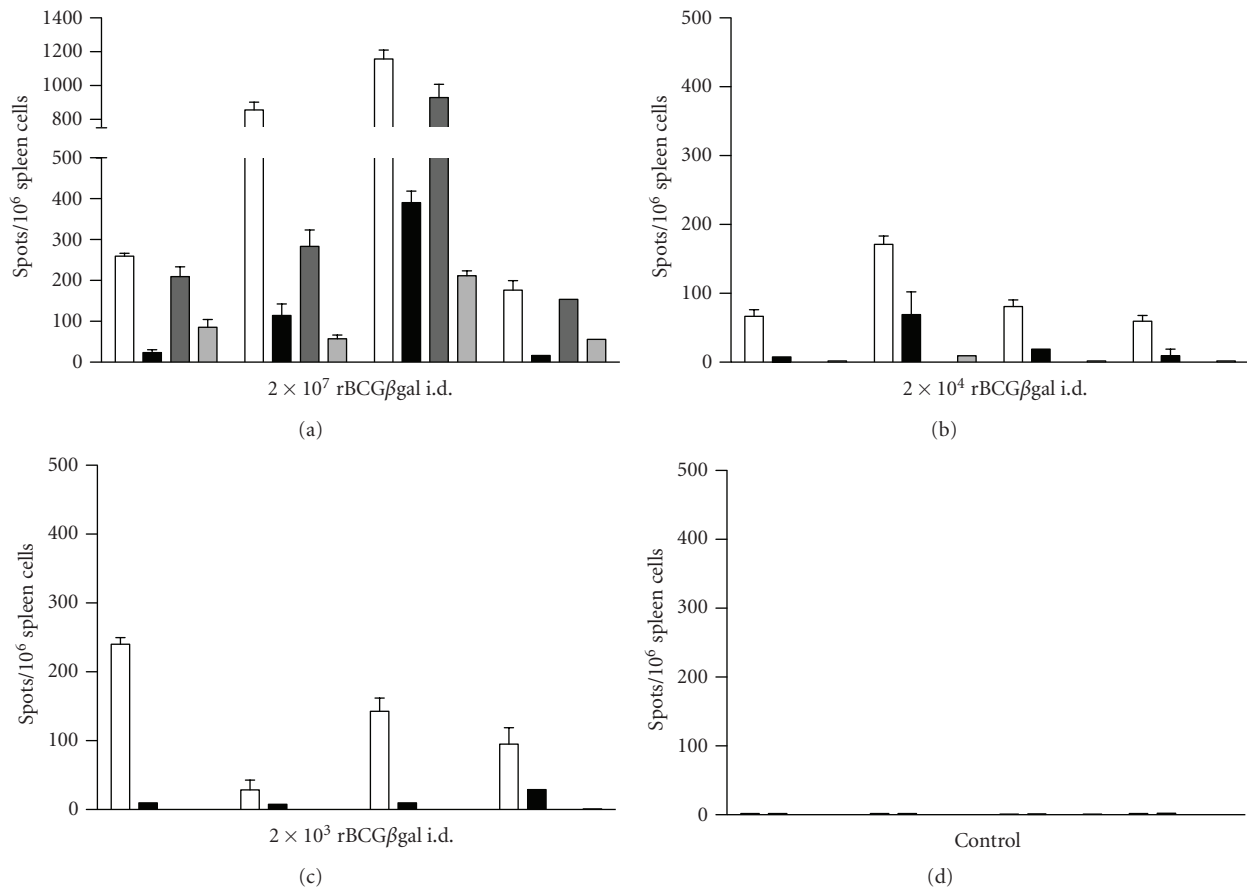 1400
1200
1000
800
500
400
300
200
100
0
Spots/10⁶ spleen cells
2 × 10⁷ rBCGβgal i.d.
(a)
500
400
300
200
100
0
Spots/10⁶ spleen cells
2 × 10⁴ rBCGβgal i.d.
(b)
500
400
300
200
100
0
Spots/10⁶ spleen cells
2 × 10³ rBCGβgal i.d.
(c)
500
400
300
200
100
0
Spots/10⁶ spleen cells
Control
(d)